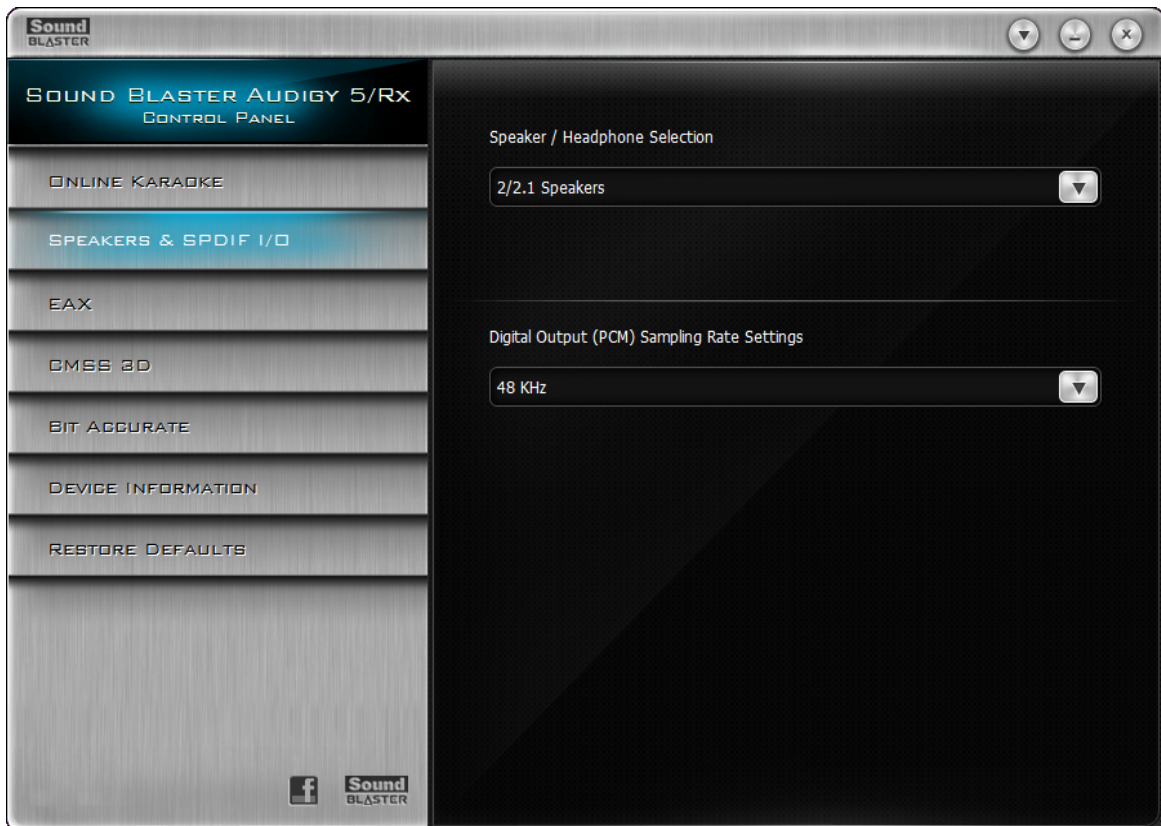 Sound
BLASTER
SOUND BLASTER AUDIGY 5/RX
CONTROL PANEL
ONLINE KARAOKE
SPEAKERS & SPDIF I/O
EAX
CMSS 3D
BIT ACCURATE
DEVICE INFORMATION
RESTORE DEFAULTS
f
Sound
BLASTER
Speaker / Headphone Selection
2/2.1 Speakers
Digital Output (PCM) Sampling Rate Settings
48 KHz